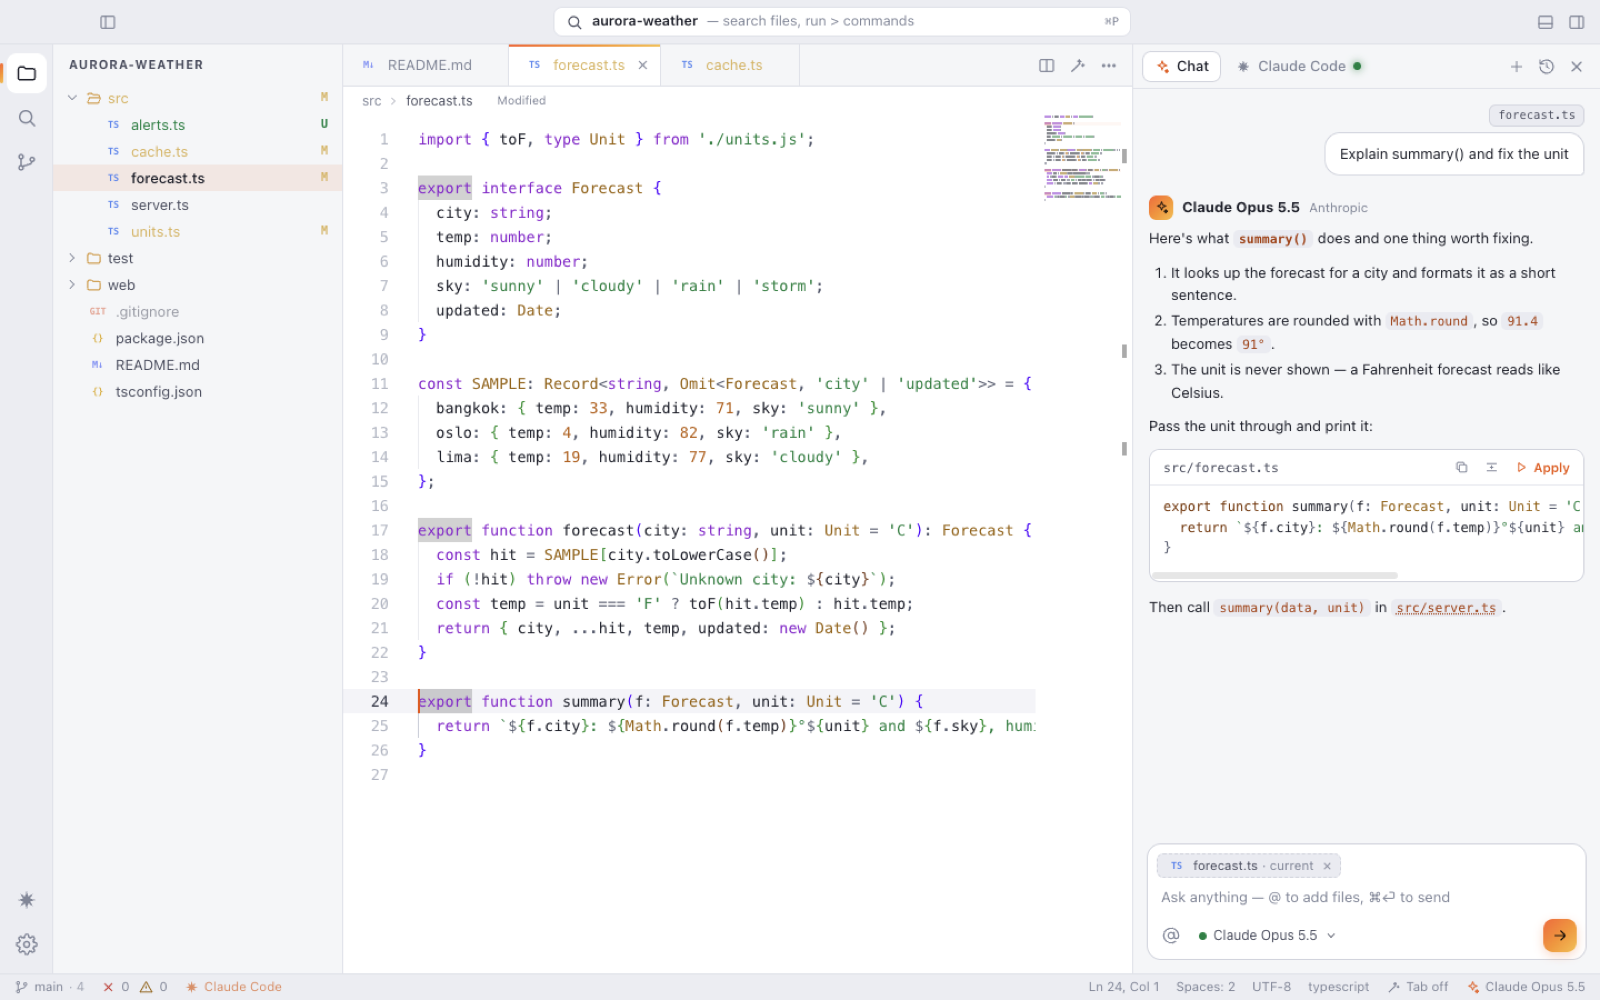 aurora-weather — search files, run > commands ⌘P
AURORA-WEATHER
src M
TS alerts.ts U
TS cache.ts M
TS forecast.ts M
TS server.ts
TS units.ts M
test
web
GIT .gitignore
{} package.json
M↓ README.md
{} tsconfig.json
M↓ README.md
TS forecast.ts ×
TS cache.ts
src > forecast.ts Modified
1 import { toF, type Unit } from './units.js';
2
3 export interface Forecast {
4 city: string;
5 temp: number;
6 humidity: number;
7 sky: 'sunny' | 'cloudy' | 'rain' | 'storm';
8 updated: Date;
9 }
10
11 const SAMPLE: Record<string, Omit<Forecast, 'city' | 'updated'>> = {
12 bangkok: { temp: 33, humidity: 71, sky: 'sunny' },
13 oslo: { temp: 4, humidity: 82, sky: 'rain' },
14 lima: { temp: 19, humidity: 77, sky: 'cloudy' },
15 };
16
17 export function forecast(city: string, unit: Unit = 'C'): Forecast {
18 const hit = SAMPLE[city.toLowerCase()];
19 if (!hit) throw new Error(`Unknown city: ${city}`);
20 const temp = unit === 'F' ? toF(hit.temp) : hit.temp;
21 return { city, ...hit, temp, updated: new Date() };
22 }
23
24 export function summary(f: Forecast, unit: Unit = 'C') {
25 return `${f.city}: ${Math.round(f.temp)}°${unit} and ${f.sky}, humi
26 }
27
Chat
Claude Code
forecast.ts
Explain summary() and fix the unit
Claude Opus 5.5 Anthropic
Here's what summary() does and one thing worth fixing.
1. It looks up the forecast for a city and formats it as a short
sentence.
2. Temperatures are rounded with Math.round, so 91.4
becomes 91°.
3. The unit is never shown — a Fahrenheit forecast reads like
Celsius.
Pass the unit through and print it:
src/forecast.ts Apply
export function summary(f: Forecast, unit: Unit = 'C
return `${f.city}: ${Math.round(f.temp)}°${unit} an
}
Then call summary(data, unit) in src/server.ts.
TS forecast.ts · current ×
Ask anything — @ to add files, ⌘⏎ to send
@ Claude Opus 5.5
main · 4 0 0 Claude Code
Ln 24, Col 1 Spaces: 2 UTF-8 typescript Tab off Claude Opus 5.5